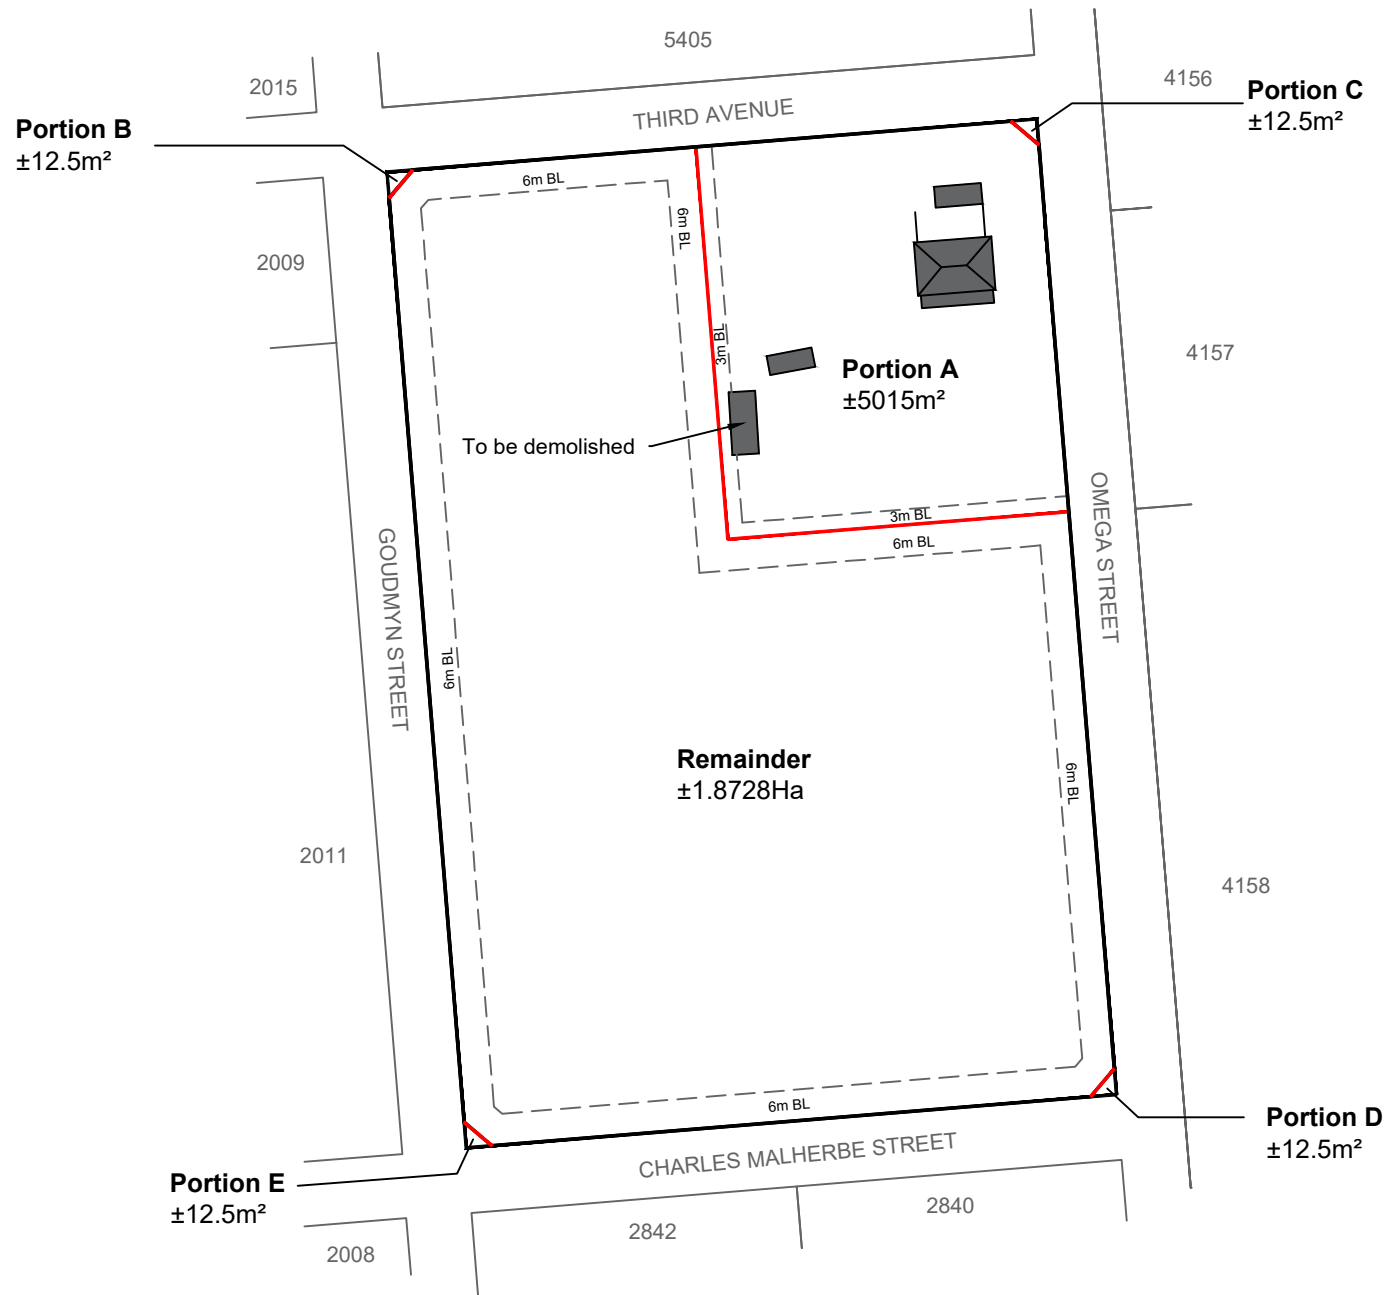 5405
2015
4156
Portion C
±12.5m²
THIRD AVENUE
Portion B
±12.5m²
6m BL
6m BL
2009
3m BL
4157
Portion A
±5015m²
To be demolished
3m BL
6m BL
OMEGA STREET
GOUDMYN STREET
6m BL
Remainder
±1.8728Ha
6m BL
2011
4158
6m BL
Portion D
±12.5m²
CHARLES MALHERBE STREET
Portion E
±12.5m²
2840
2842
2008